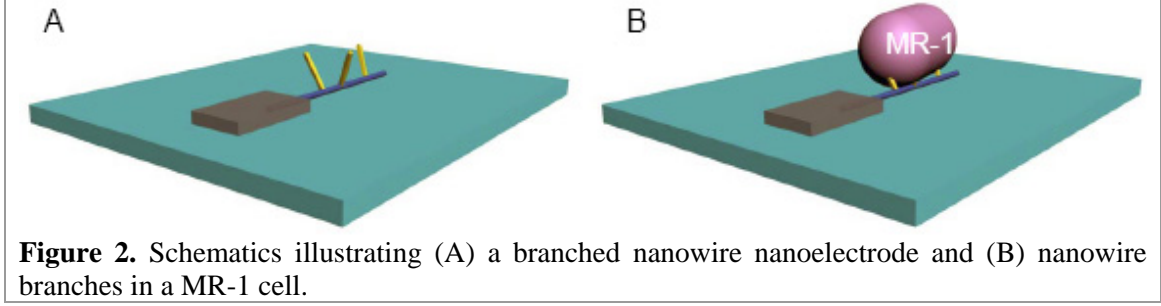 A
B
MR-1
Figure 2. Schematics illustrating (A) a branched nanowire nanoelectrode and (B) nanowire
branches in a MR-1 cell.